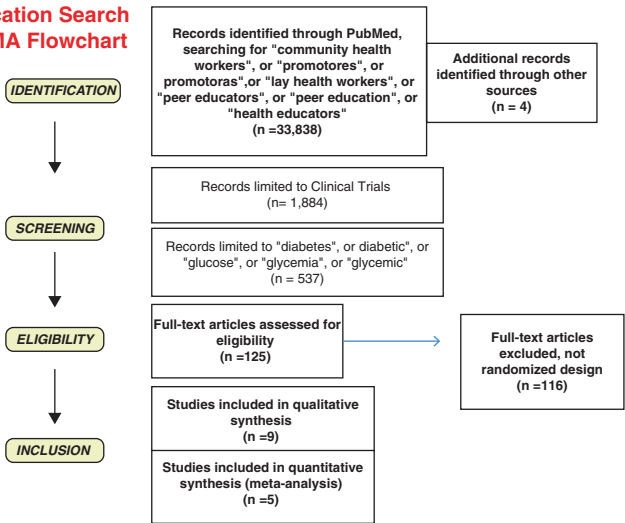 cation Search
MA Flowchart
IDENTIFICATION
Records identified through PubMed,
searching for "community health
workers", or "promotores", or
promotoras",or "lay health workers", or
"peer educators", or "peer education", or
"health educators"
(n =33,838)
Additional records
identified through other
sources
(n = 4)
Records limited to Clinical Trials
(n= 1,884)
SCREENING
Records limited to "diabetes", or diabetic", or
"glucose", or "glycemia", or "glycemic"
(n = 537)
ELIGIBILITY
Full-text articles assessed for
eligibility
(n =125)
Full-text articles
excluded, not
randomized design
(n =116)
Studies included in qualitative
synthesis
(n =9)
INCLUSION
Studies included in quantitative
synthesis (meta-analysis)
(n =5)